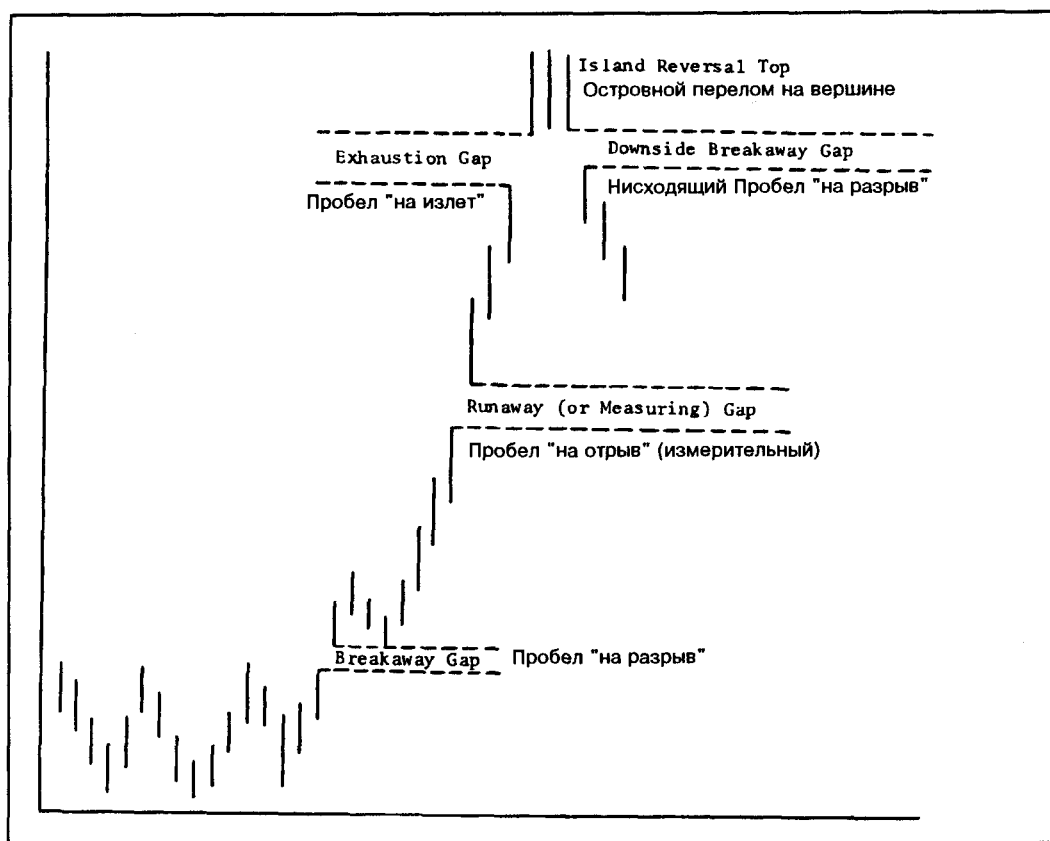 Island Reversal Top
Островной перелом на вершине
Exhaustion Gap
Пробел "на излет"
Downside Breakaway Gap
Нисходящий Пробел "на разрыв"
Runaway (or Measuring) Gap
Пробел "на отрыв" (измерительный)
Breakaway Gap
Пробел "на разрыв"